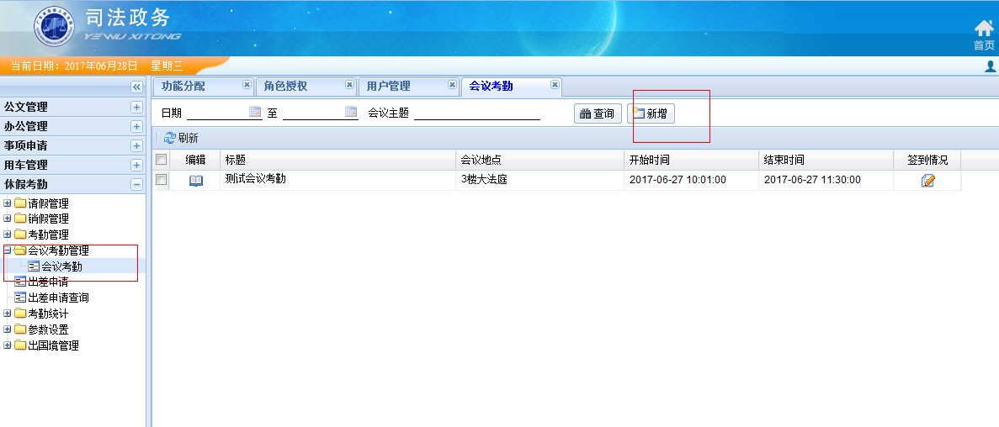 司法政务
YEWU XITONG
首页
当前日期：2017年06月28日 星期三
公文管理
办公管理
事项申请
用车管理
休假考勤
请假管理
销假管理
考勤管理
会议考勤管理
会议考勤
出差申请
出差申请查询
考勤统计
参数设置
出国境管理
功能分配 角色授权 用户管理 会议考勤
日期 至 会议主题 查询 新增
刷新
编辑 标题 会议地点 开始时间 结束时间 签到情况
测试会议考勤 3楼大法庭 2017-06-27 10:01:00 2017-06-27 11:30:00